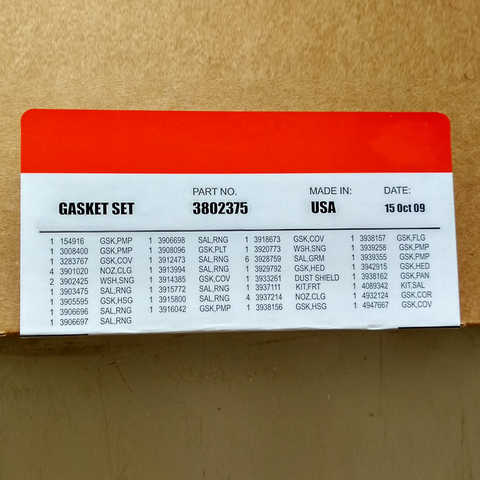 PART NO. MADE IN: DATE:
GASKET SET 3802375 USA 15 Oct 09
1 154916 GSK,PMP
1 3008400 GSK,PMP
1 3283767 GSK,COV
4 3901020 NOZ,CLG
2 3902425 WSH,SNG
1 3903475 SAL,RNG
1 3905595 GSK,HSG
1 3906696 SAL,RNG
1 3906697 SAL,RNG
1 3906698 SAL,RNG
1 3908096 GSK,PLT
1 3912473 SAL,RNG
1 3913994 SAL,RNG
1 3914385 GSK,COV
1 3915772 SAL,RNG
1 3915800 SAL,RNG
1 3916042 GSK,PMP
1 3918673 GSK,COV
1 3920773 WSH,SNG
6 3928759 SAL,GRM
1 3929792 GSK,HED
1 3933261 DUST SHIELD
1 3937111 KIT,FRT
4 3937214 NOZ,CLG
1 3938156 GSK,HSG
1 3938157 GSK,FLG
1 3939258 GSK,PMP
1 3939355 GSK,PMP
1 3942915 GSK,HED
1 3938162 GSK,PAN
1 4089342 KIT,SAL
1 4932124 GSK,COR
1 4947667 GSK,COV